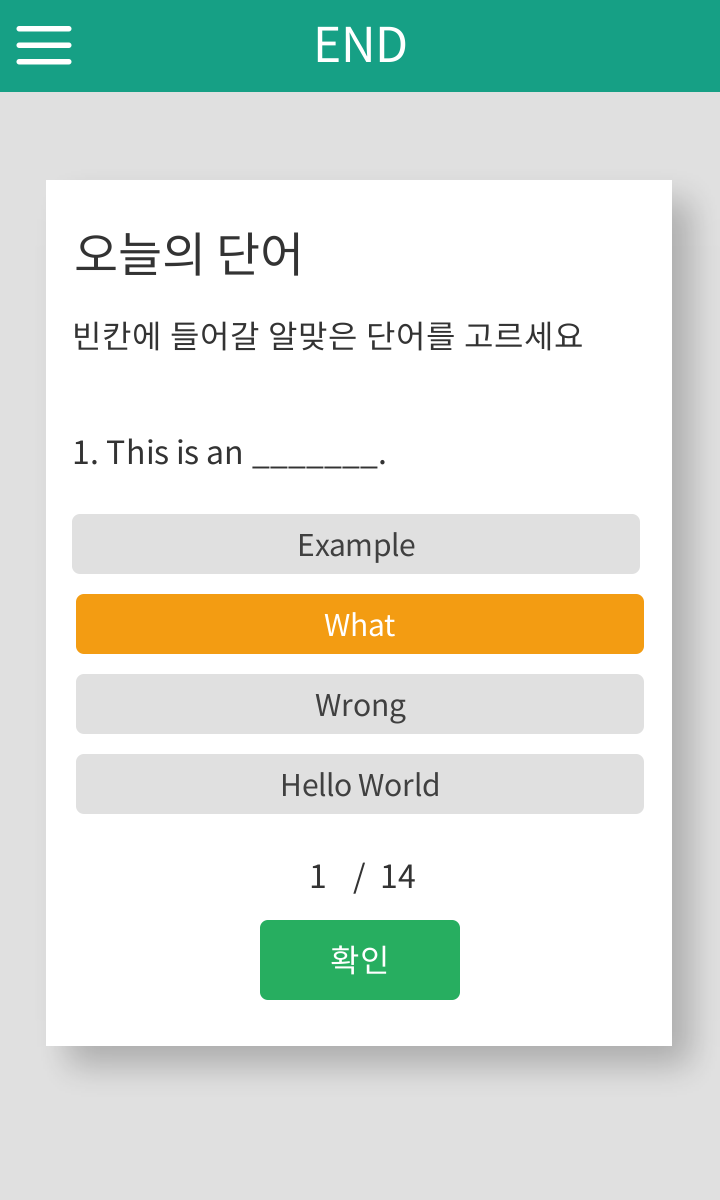 END
오늘의 단어
빈칸에 들어갈 알맞은 단어를 고르세요
1. This is an _______.
Example
What
Wrong
Hello World
1 / 14
확인